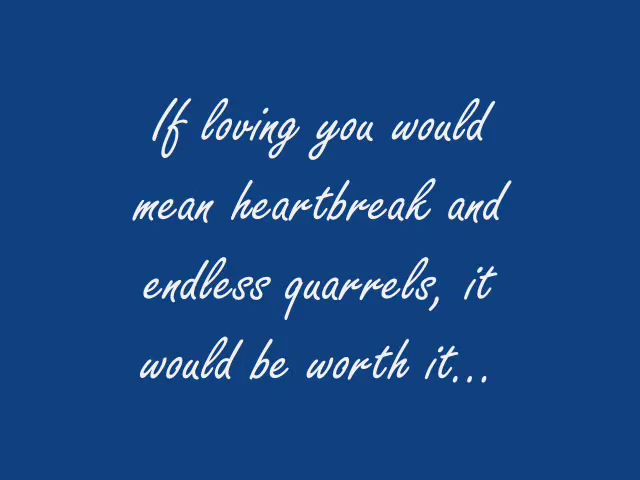 If loving you would
mean heartbreak and
endless quarrels, it
would be worth it...